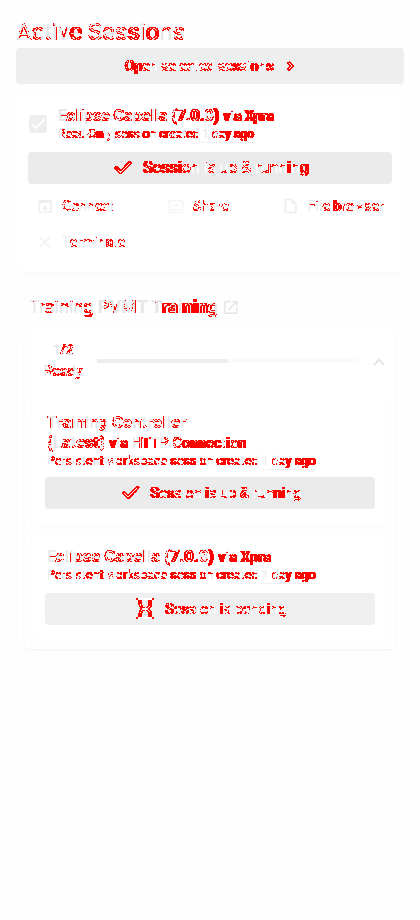 Active Sessions
Open selected sessions
Eclipse Capella (7.0.0) via Xpra
Read-Only session created 1 day ago
Session is up & running
Connect
Share
File browser
Terminate
Training PVMT Training
1/2
Ready
Training Controller
(Latest) via HTTP Connection
Persistent workspace session created 1 day ago
Session is up & running
Eclipse Capella (7.0.0) via Xpra
Persistent workspace session created 1 day ago
Session is pending